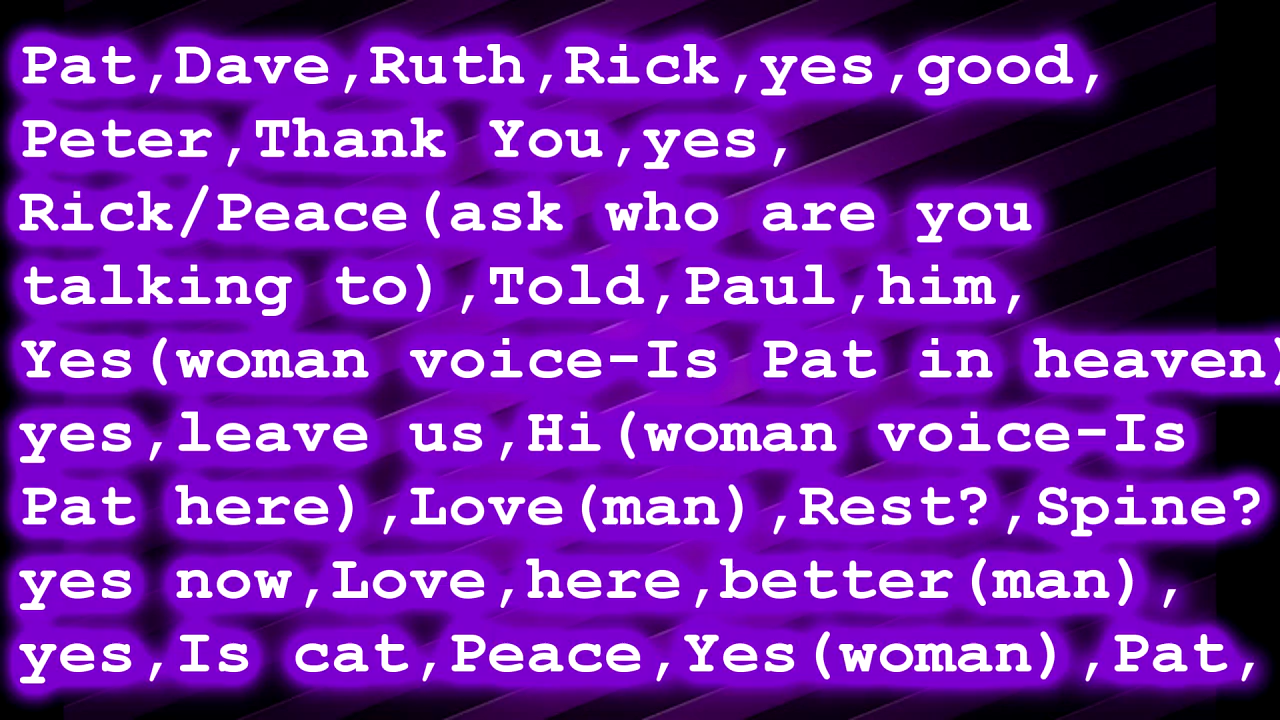 Pat,Dave,Ruth,Rick,yes,good,
Peter,Thank You,yes,
Rick/Peace(ask who are you
talking to),Told,Paul,him,
Yes(woman voice-Is Pat in heaven)
yes,leave us,Hi(woman voice-Is
Pat here),Love(man),Rest?,Spine?
yes now,Love,here,better(man),
yes,Is cat,Peace,Yes(woman),Pat,